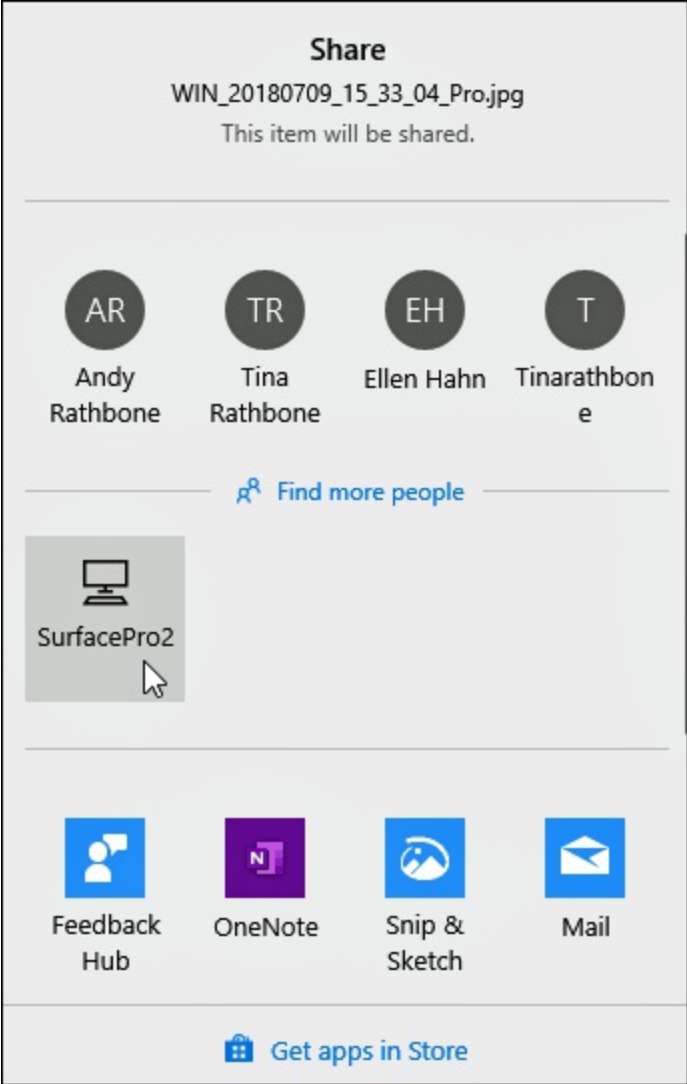 Share
WIN_20180709_15_33_04_Pro.jpg
This item will be shared.
AR
TR
EH
T
Andy
Rathbone
Tina
Rathbone
Ellen Hahn
Tinarathbon
e
Find more people
SurfacePro2
N
Feedback
Hub
OneNote
Snip &
Sketch
Mail
Get apps in Store